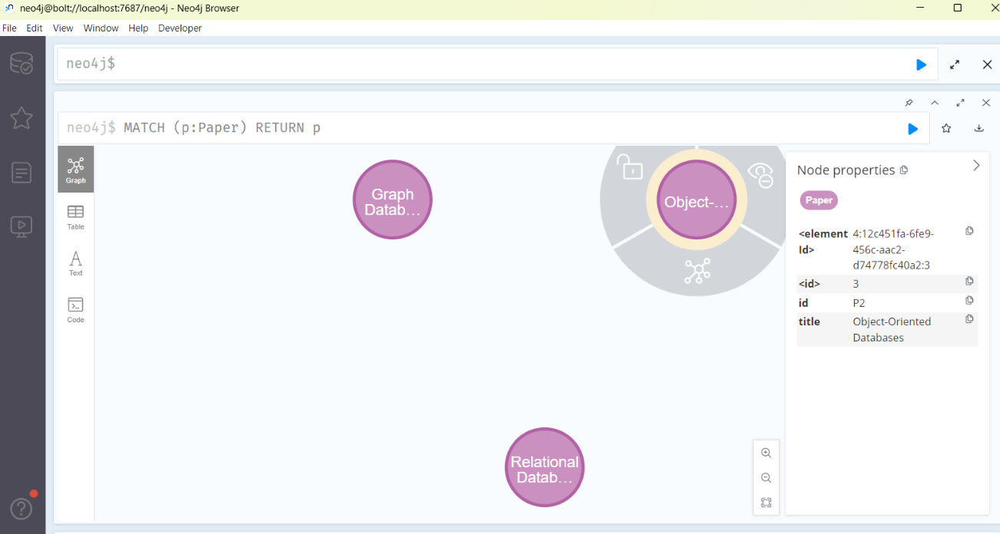 neo4j@bolt://localhost:7687/neo4j - Neo4j Browser
File Edit View Window Help Developer
neo4j$
neo4j$ MATCH (p:Paper) RETURN p
Graph
Table
Text
Code
Graph
Datab...
Object-...
Relational
Datab...
Node properties
Paper
<element
Id>
4:12c451fa-6fe9-
456c-aac2-
d74778fc40a2:3
<id> 3
id P2
title Object-Oriented
Databases